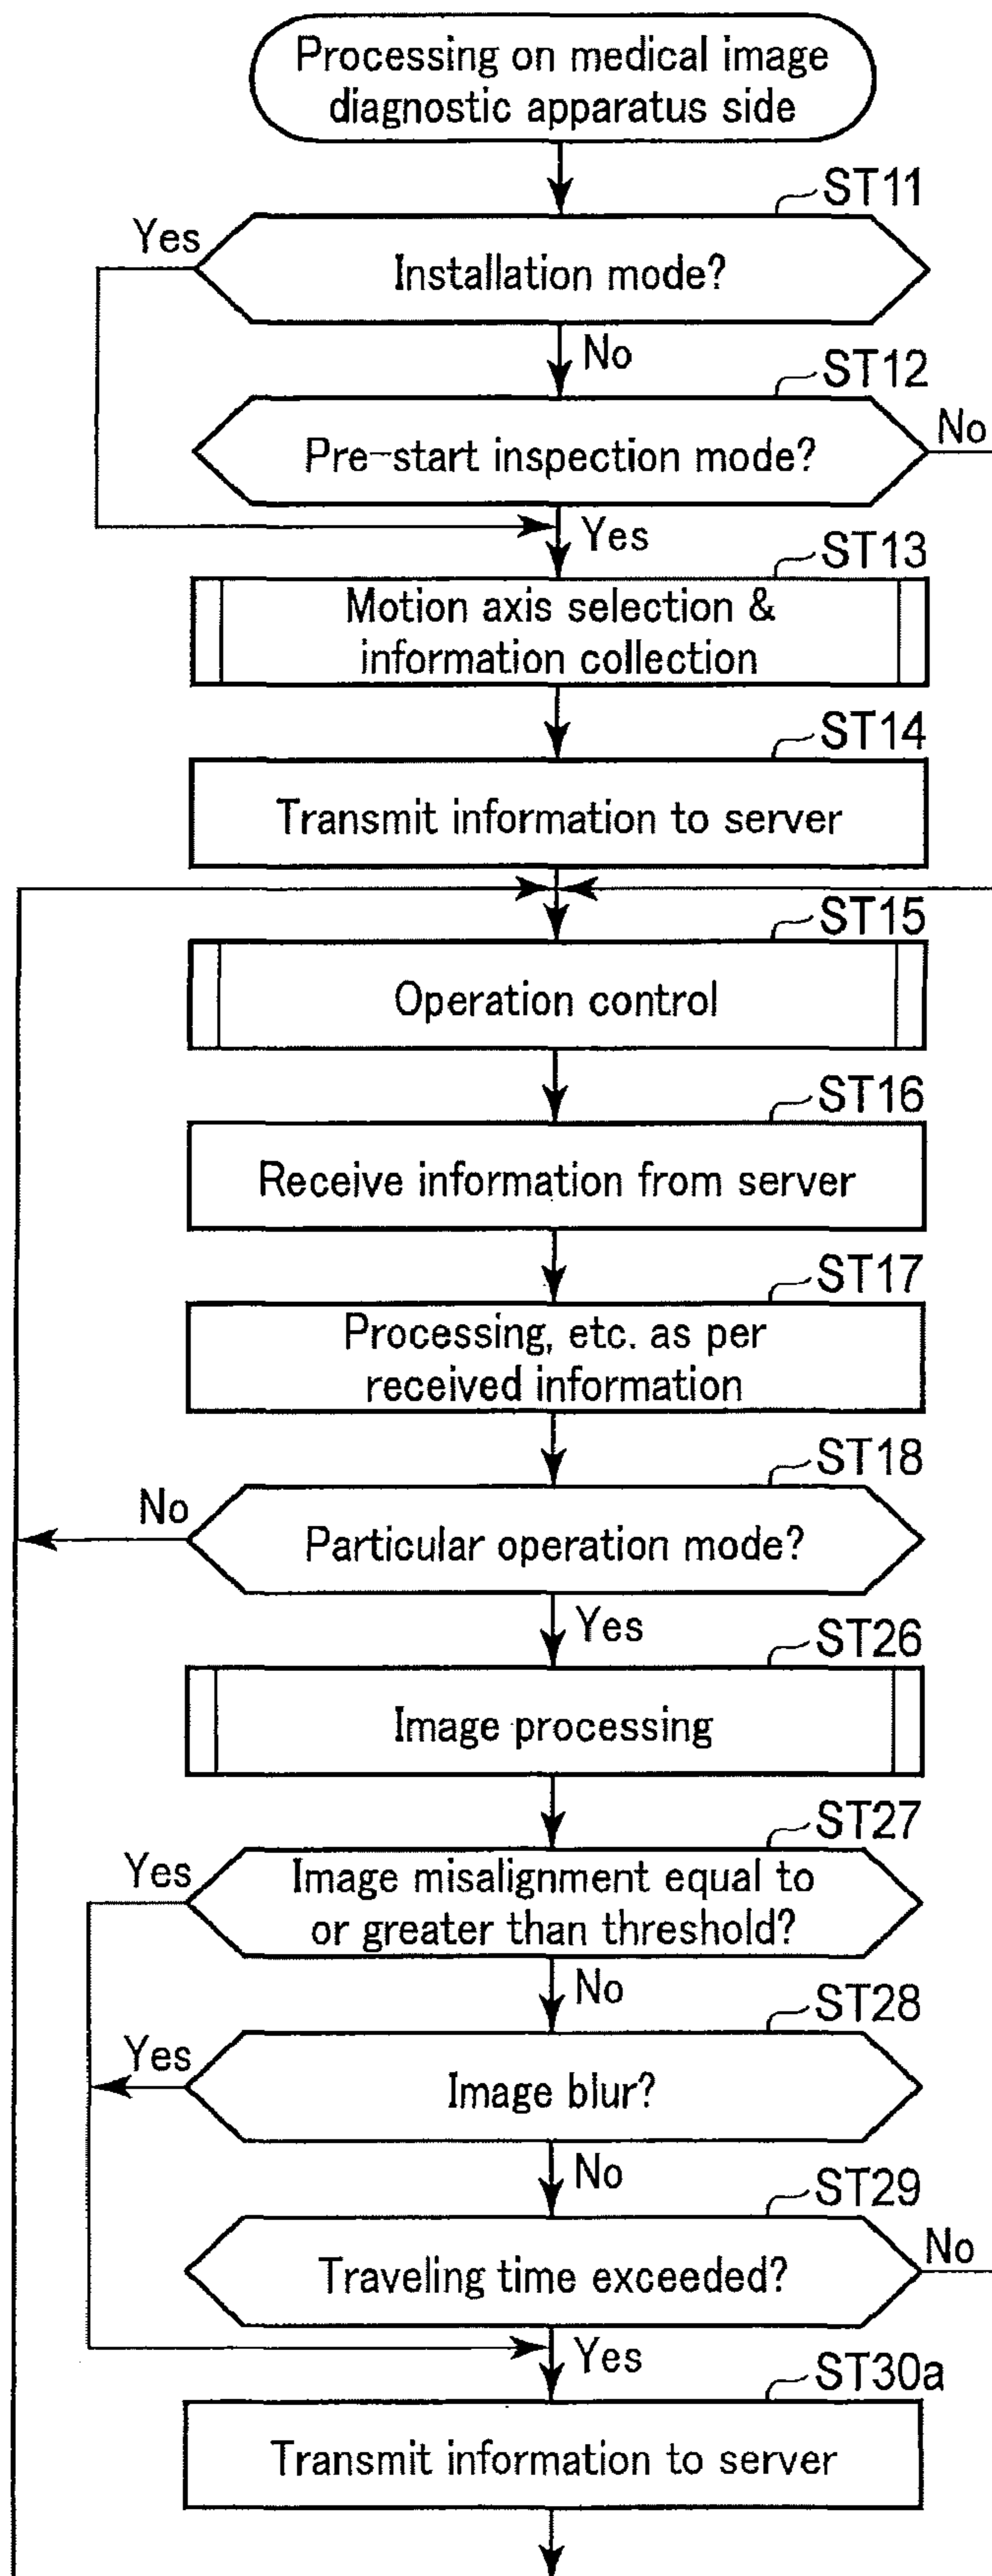 Processing on medical image
diagnostic apparatus side
ST11
Yes
Installation mode?
No
ST12
No
Pre-start inspection mode?
Yes
ST13
Motion axis selection &
information collection
ST14
Transmit information to server
ST15
Operation control
ST16
Receive information from server
ST17
Processing, etc. as per
received information
ST18
No
Particular operation mode?
Yes
ST26
Image processing
ST27
Yes
Image misalignment equal to
or greater than threshold?
No
ST28
Yes
Image blur?
No
ST29
No
Traveling time exceeded?
Yes
ST30a
Transmit information to server